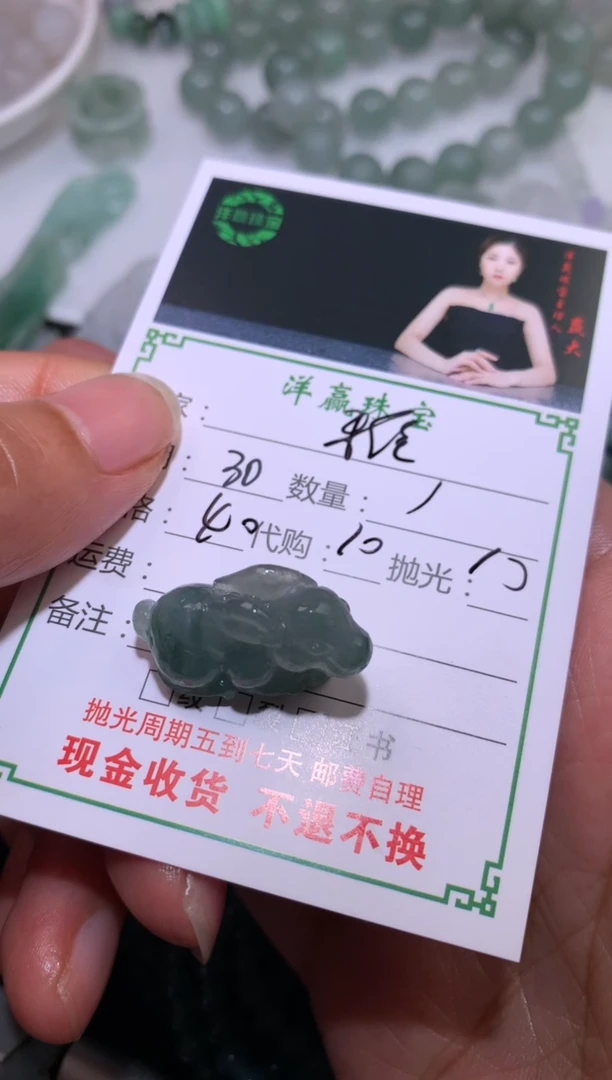 洋赢珠宝
家：
30 数量： 1
格： 40 代购： 10 抛光： 10
运费：
备注：
书
抛光周期五到七天 邮费自理
现金收货 不退不换